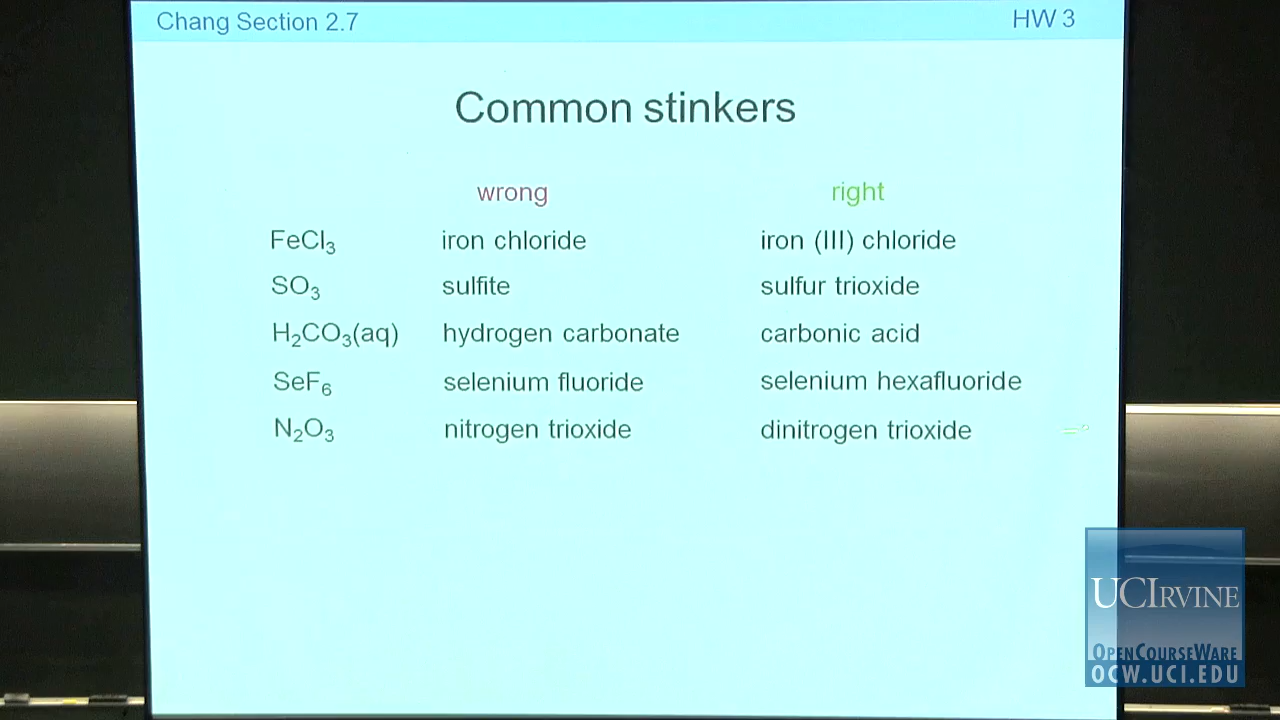 Chang Section 2.7 HW 3
Common stinkers
wrong right
FeCl₃ iron chloride iron (III) chloride
SO₃ sulfite sulfur trioxide
H₂CO₃(aq) hydrogen carbonate carbonic acid
SeF₆ selenium fluoride selenium hexafluoride
N₂O₃ nitrogen trioxide dinitrogen trioxide
UCIRVINE
OPENCOURSEWARE
OCW.UCI.EDU